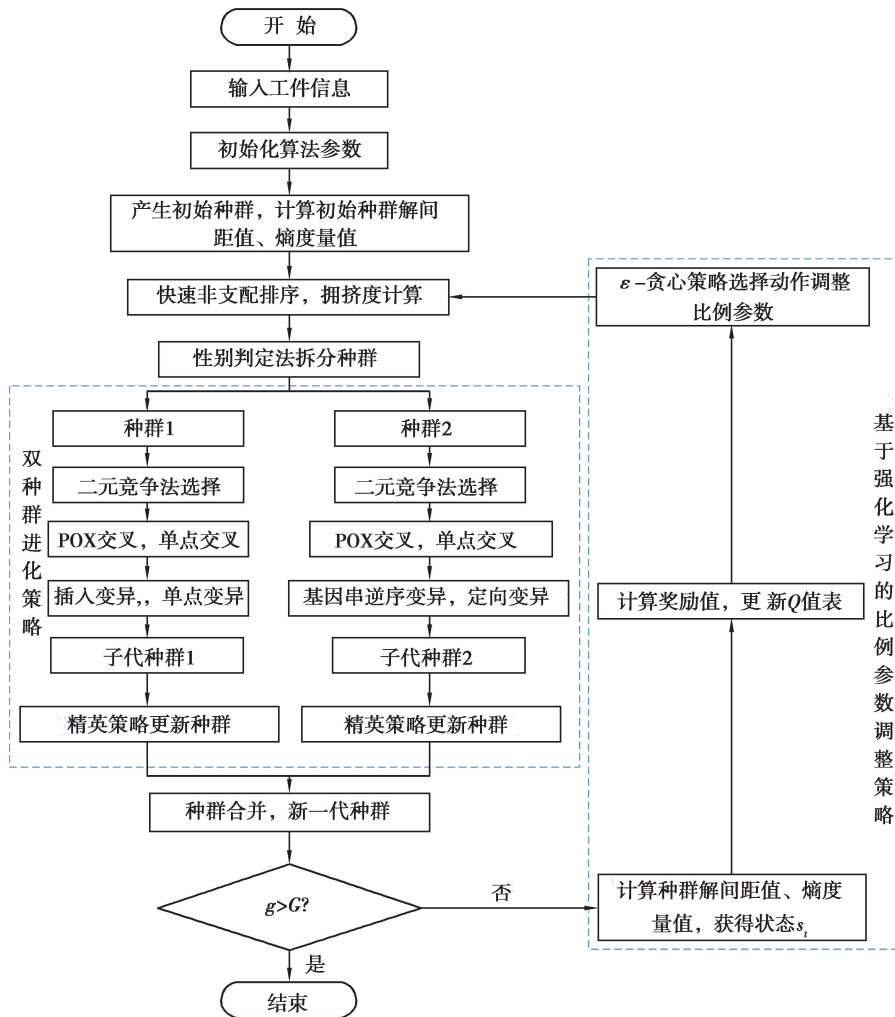 开 始
输入工件信息
初始化算法参数
产生初始种群，计算初始种群解间
距值、熵度量值
快速非支配排序，拥挤度计算
性别判定法拆分种群
双种群进化策略
种群1
二元竞争法选择
POX交叉，单点交叉
插入变异,，单点变异
子代种群1
精英策略更新种群
种群2
二元竞争法选择
POX交叉，单点交叉
基因串逆序变异，定向变异
子代种群2
精英策略更新种群
种群合并，新一代种群
g>G?
是
结束
否
计算种群解间距值、熵度
量值，获得状态s_t
计算奖励值，更 新Q值表
ε-贪心策略选择动作调整
比例参数
基于强化学习的比例参数调整策略